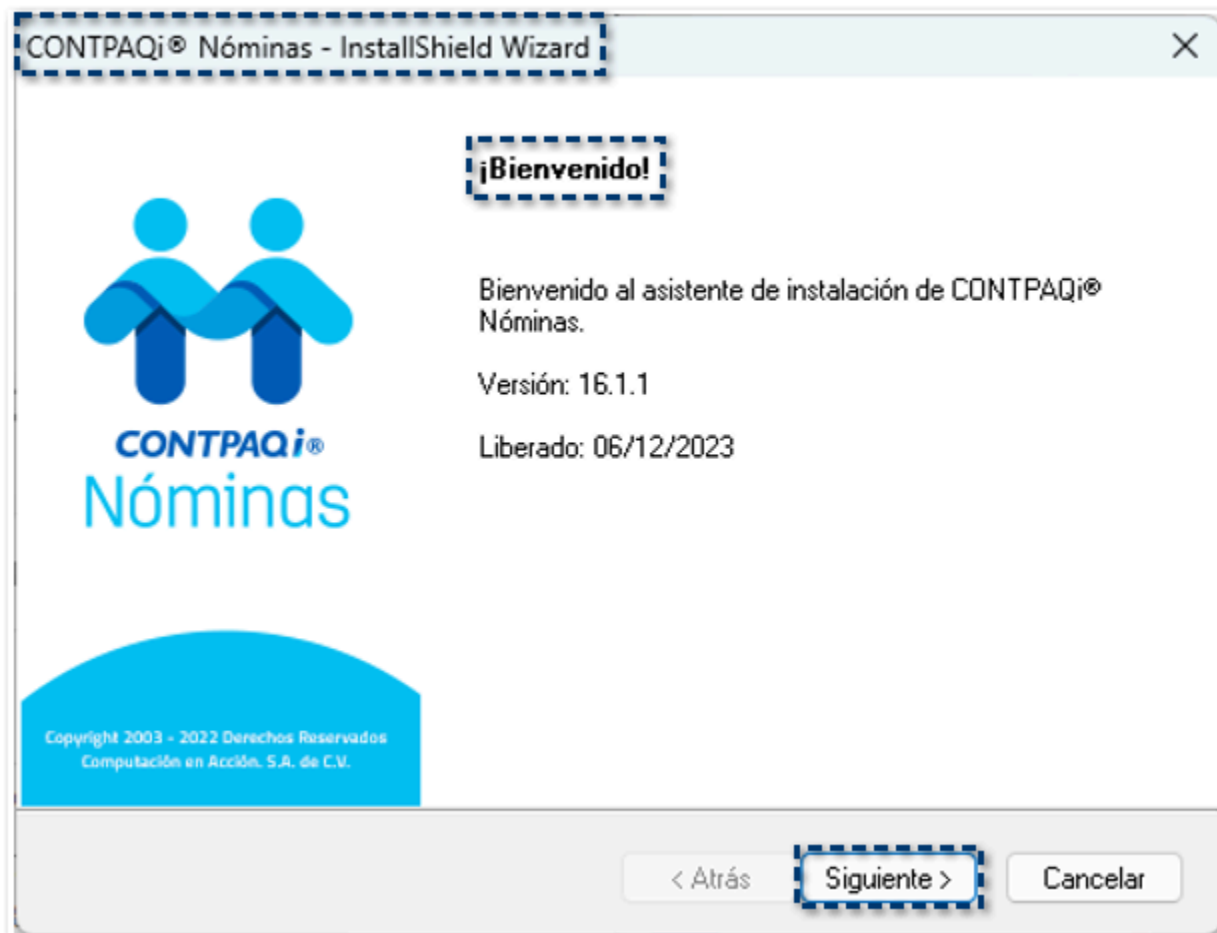 CONTPAQi® Nóminas - InstallShield Wizard
¡Bienvenido!
Bienvenido al asistente de instalación de CONTPAQi®
Nóminas.
Versión: 16.1.1
Liberado: 06/12/2023
CONTPAQi®
Nóminas
Copyright 2003 - 2022 Derechos Reservados
Computación en Acción. S.A. de C.V.
< Atrás
Siguiente >
Cancelar